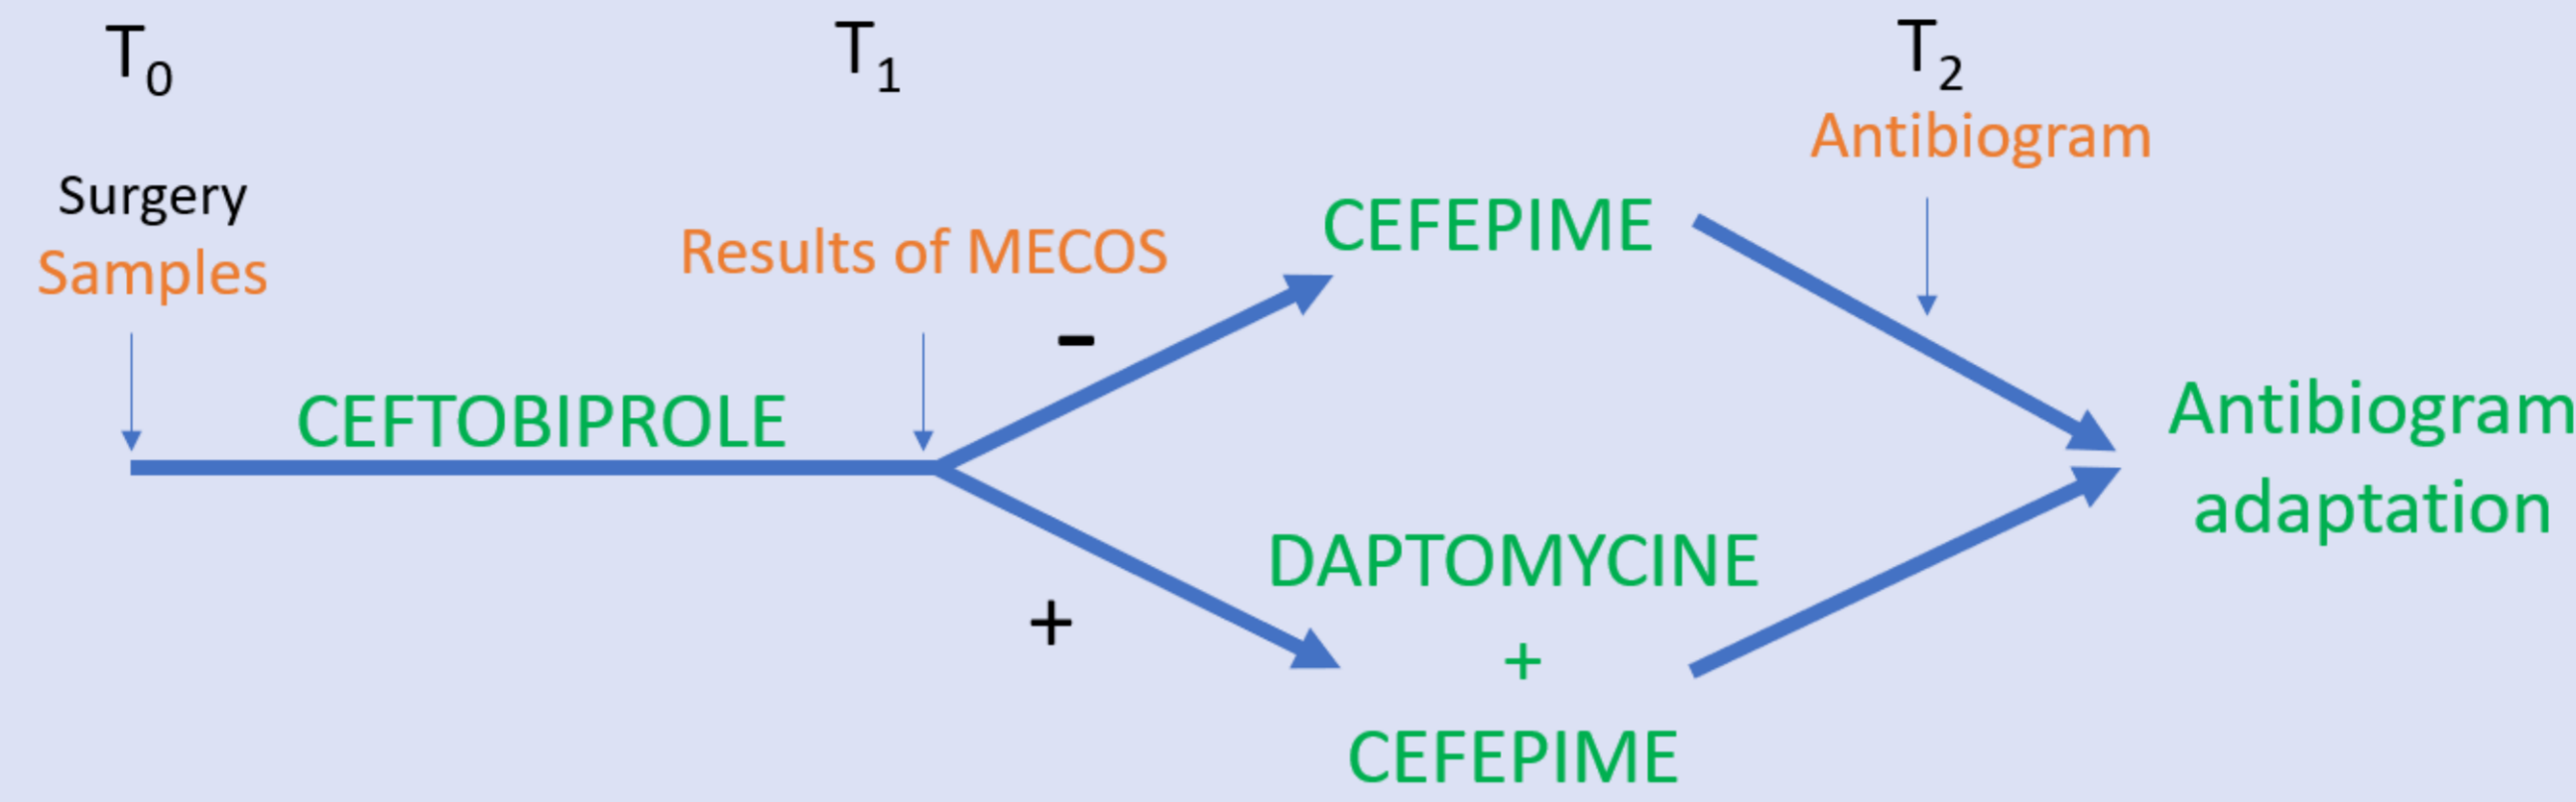 T0
Surgery
Samples
CEFTOBIPROLE
T1
Results of MECOS
-
+
CEFEPIME
DAPTOMYCINE
+
CEFEPIME
T2
Antibiogram
Antibiogram
adaptation